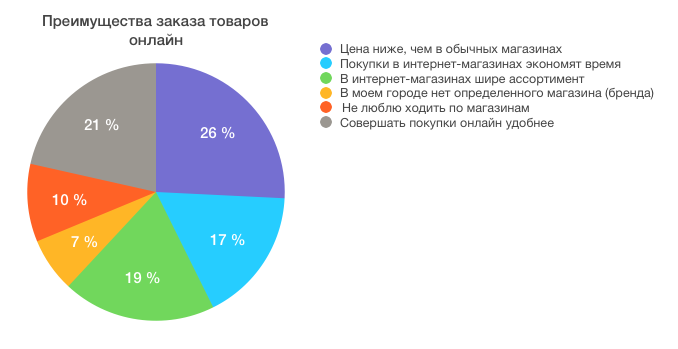 Преимущества заказа товаров
онлайн
Цена ниже, чем в обычных магазинах
Покупки в интернет-магазинах экономят время
В интернет-магазинах шире ассортимент
В моем городе нет определенного магазина (бренда)
Не люблю ходить по магазинам
Совершать покупки онлайн удобнее
21 %
26 %
10 %
7 %
17 %
19 %